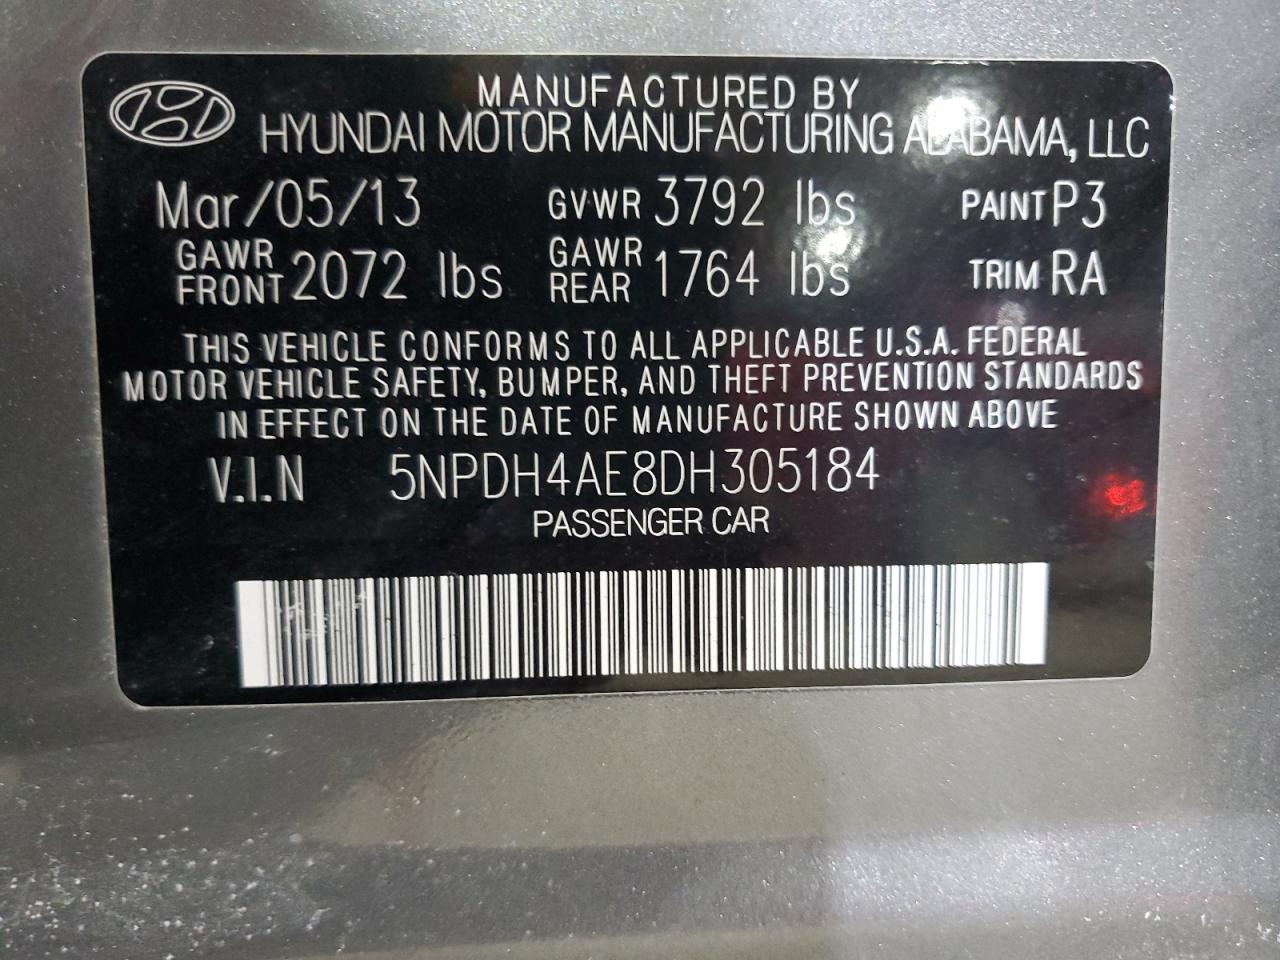 MANUFACTURED BY
HYUNDAI MOTOR MANUFACTURING ALABAMA, LLC
Mar/05/13 GVWR 3792 lbs PAINT P3
GAWR FRONT 2072 lbs GAWR REAR 1764 lbs TRIM RA
THIS VEHICLE CONFORMS TO ALL APPLICABLE U.S.A. FEDERAL
MOTOR VEHICLE SAFETY, BUMPER, AND THEFT PREVENTION STANDARDS
IN EFFECT ON THE DATE OF MANUFACTURE SHOWN ABOVE
V.I.N 5NPDH4AE8DH305184
PASSENGER CAR